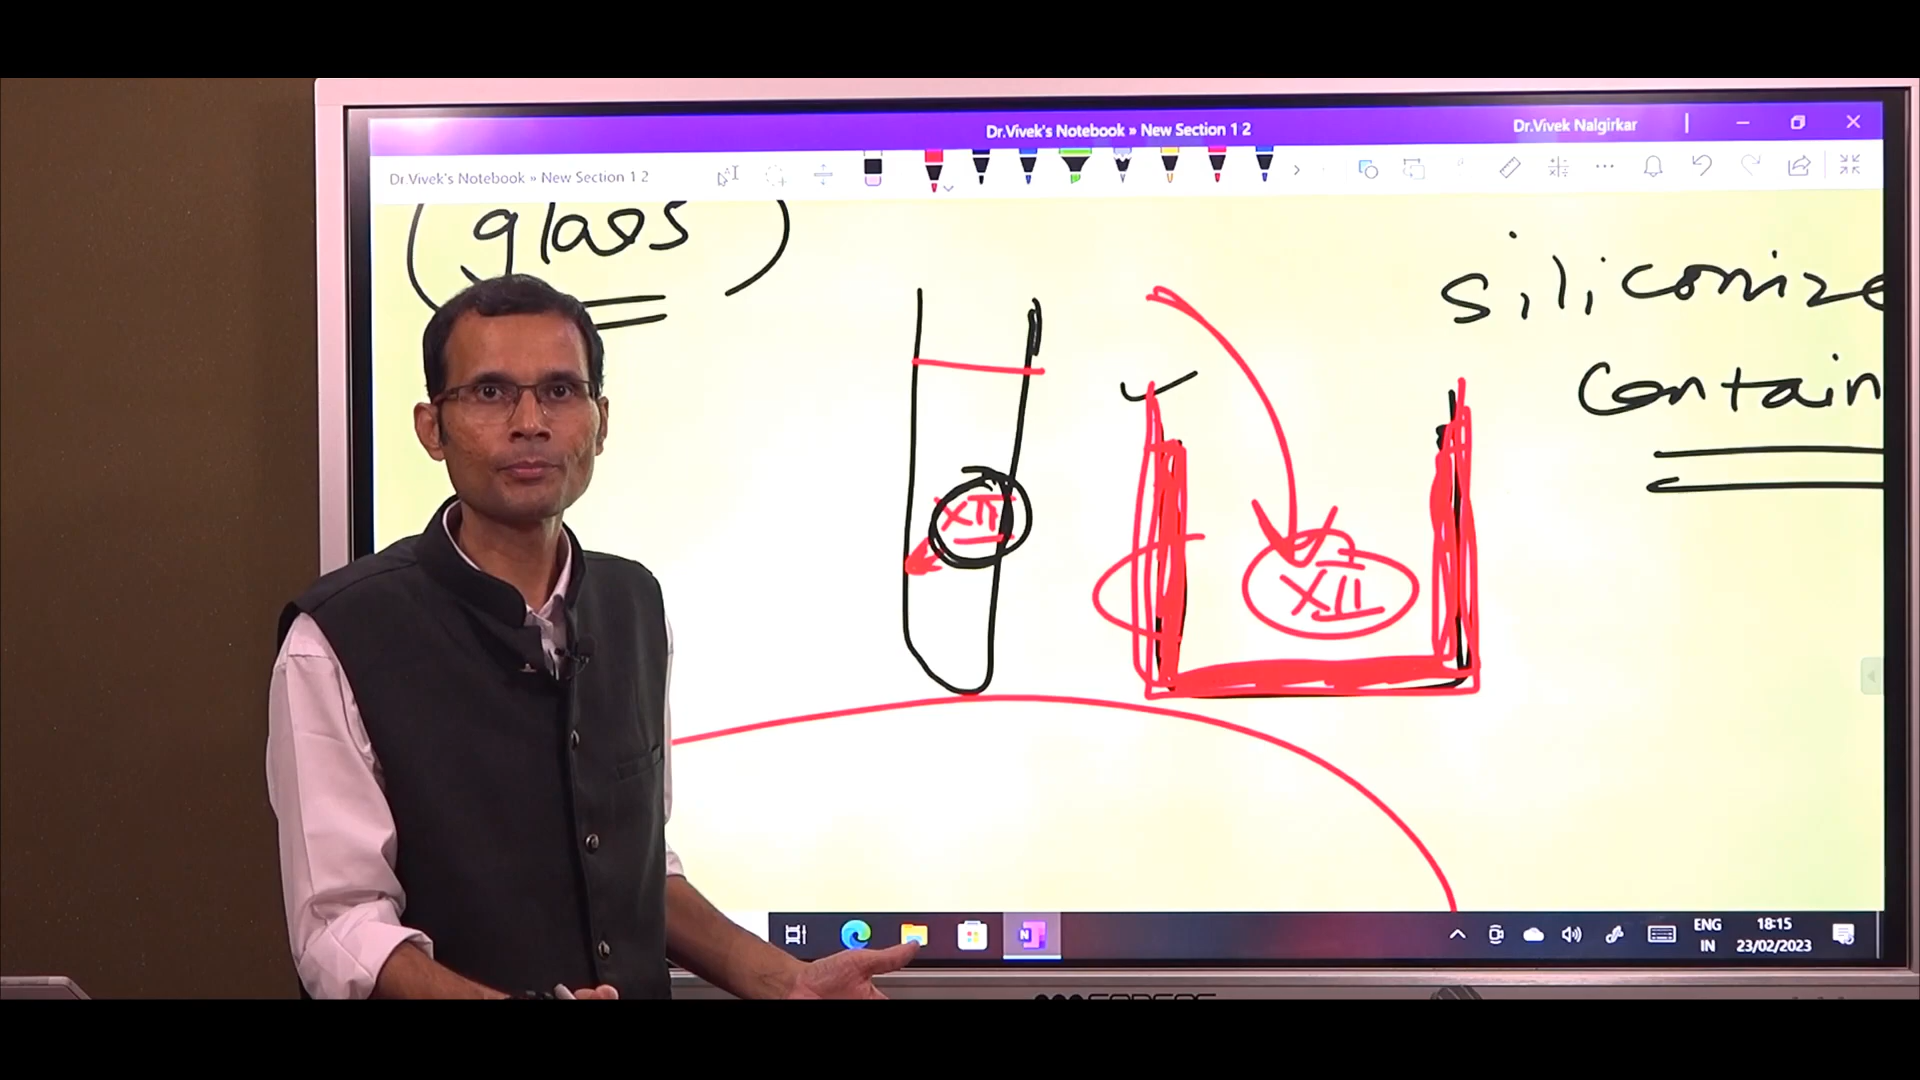 Dr.Vivek's Notebook » New Section 1 2
Dr.Vivek Nalgirkar
Dr.Vivek's Notebook » New Section 1 2
(glass)
siliconize
contain
XII
XII
ENG
IN
18:15
23/02/2023